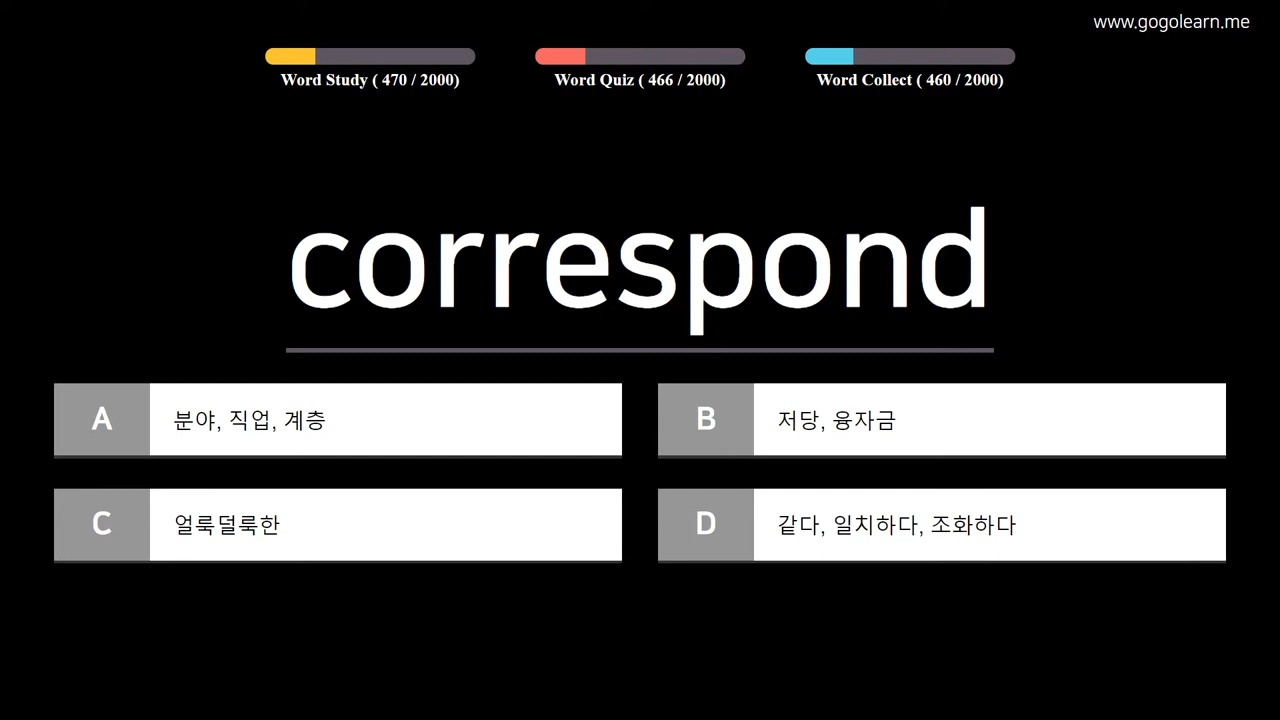 www.gogolearn.me
Word Study ( 470 / 2000)
Word Quiz ( 466 / 2000)
Word Collect ( 460 / 2000)
correspond
A 분야, 직업, 계층
B 저당, 융자금
C 얼룩덜룩한
D 같다, 일치하다, 조화하다